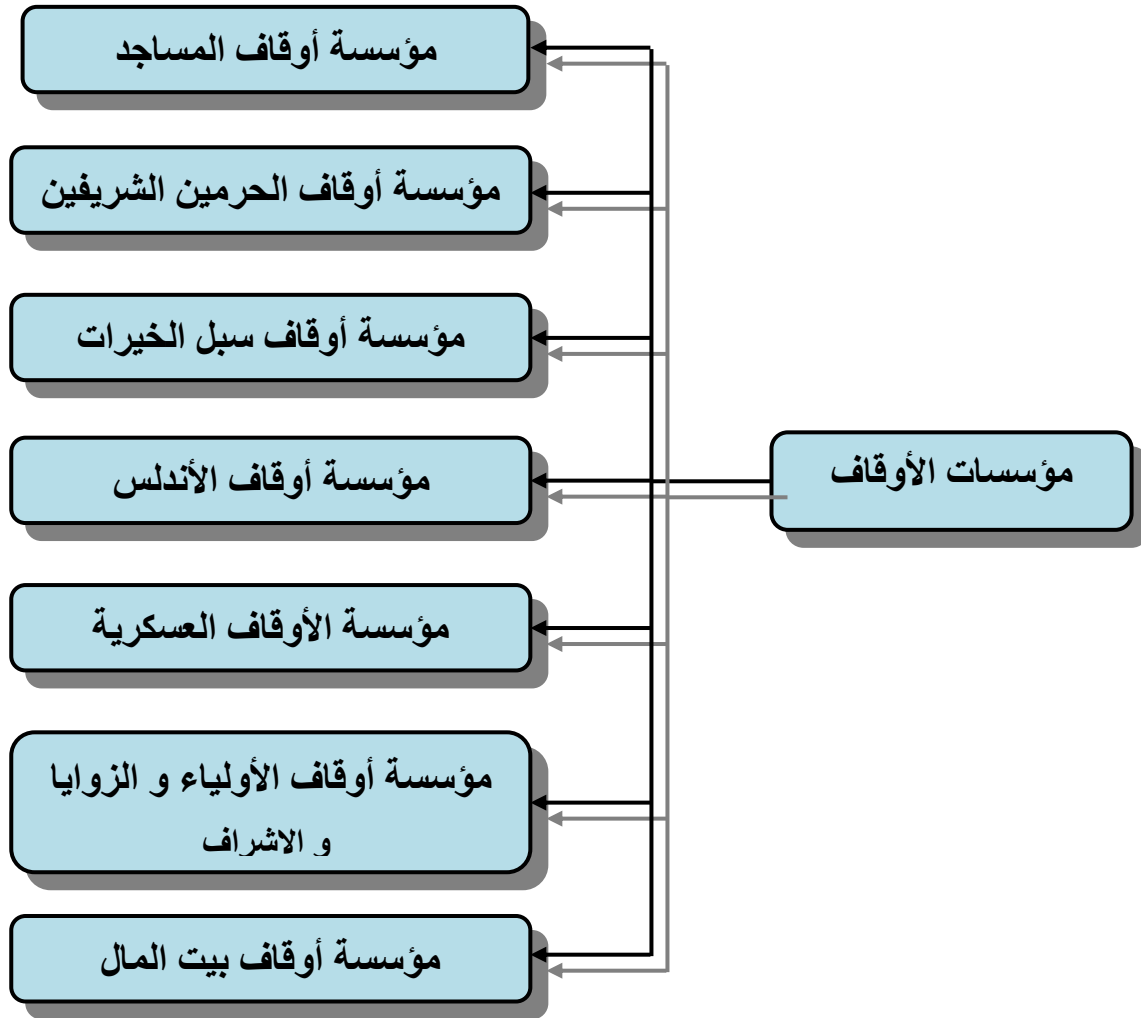 مؤسسة أوقاف المساجد
مؤسسة أوقاف الحرمين الشريفين
مؤسسة أوقاف سبل الخيرات
مؤسسات الأوقاف
مؤسسة أوقاف الأندلس
مؤسسة الأوقاف العسكرية
مؤسسة أوقاف الأولياء و الزوايا
و الاشراف
مؤسسة أوقاف بيت المال